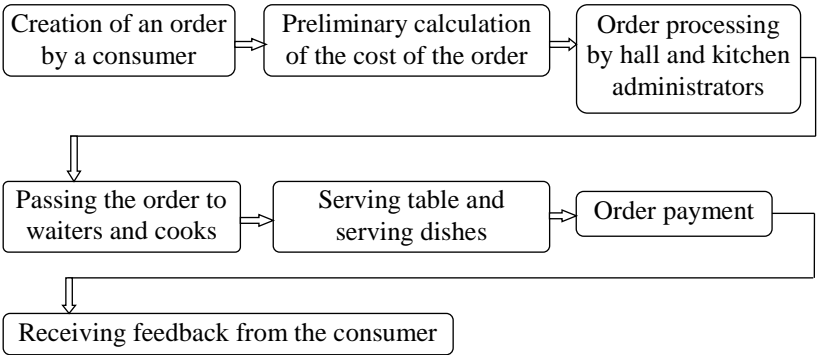 Creation of an order
by a consumer
Preliminary calculation
of the cost of the order
Order processing
by hall and kitchen
administrators
Passing the order to
waiters and cooks
Serving table and
serving dishes
Order payment
Receiving feedback from the consumer